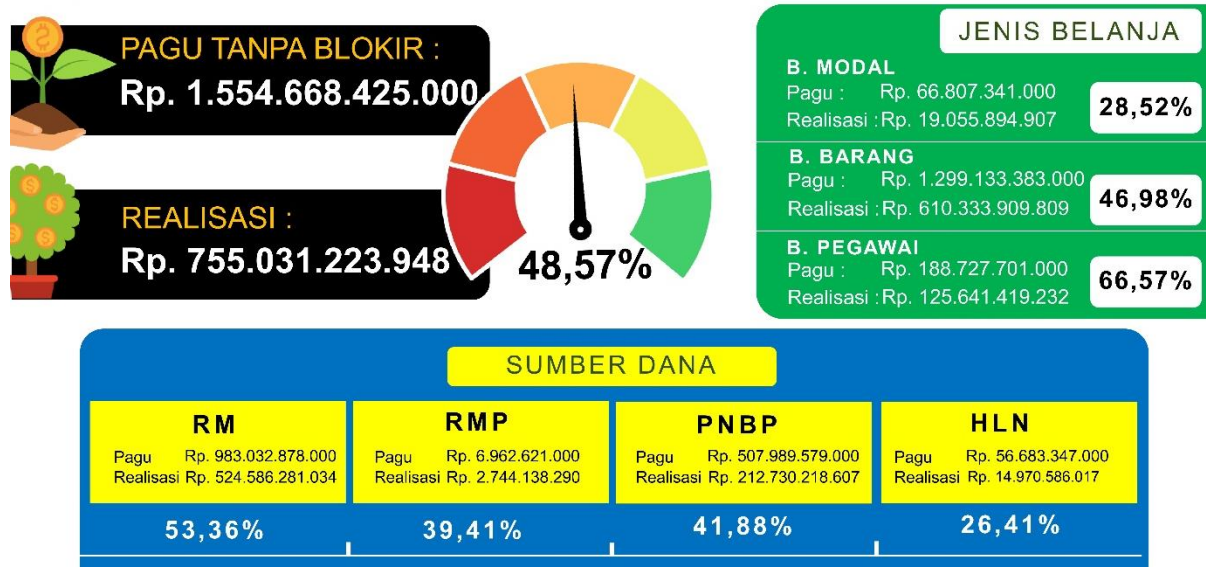 PAGU TANPA BLOKIR :
Rp. 1.554.668.425.000
REALISASI :
Rp. 755.031.223.948
48,57%
JENIS BELANJA
B. MODAL
Pagu : Rp. 66.807.341.000
Realisasi : Rp. 19.055.894.907
28,52%
B. BARANG
Pagu : Rp. 1.299.133.383.000
Realisasi : Rp. 610.333.909.809
46,98%
B. PEGAWAI
Pagu : Rp. 188.727.701.000
Realisasi : Rp. 125.641.419.232
66,57%
SUMBER DANA
RM
Pagu Rp. 983.032.878.000
Realisasi Rp. 524.586.281.034
53,36%
RMP
Pagu Rp. 6.962.621.000
Realisasi Rp. 2.744.138.290
39,41%
PNBP
Pagu Rp. 507.989.579.000
Realisasi Rp. 212.730.218.607
41,88%
HLN
Pagu Rp. 56.683.347.000
Realisasi Rp. 14.970.586.017
26,41%